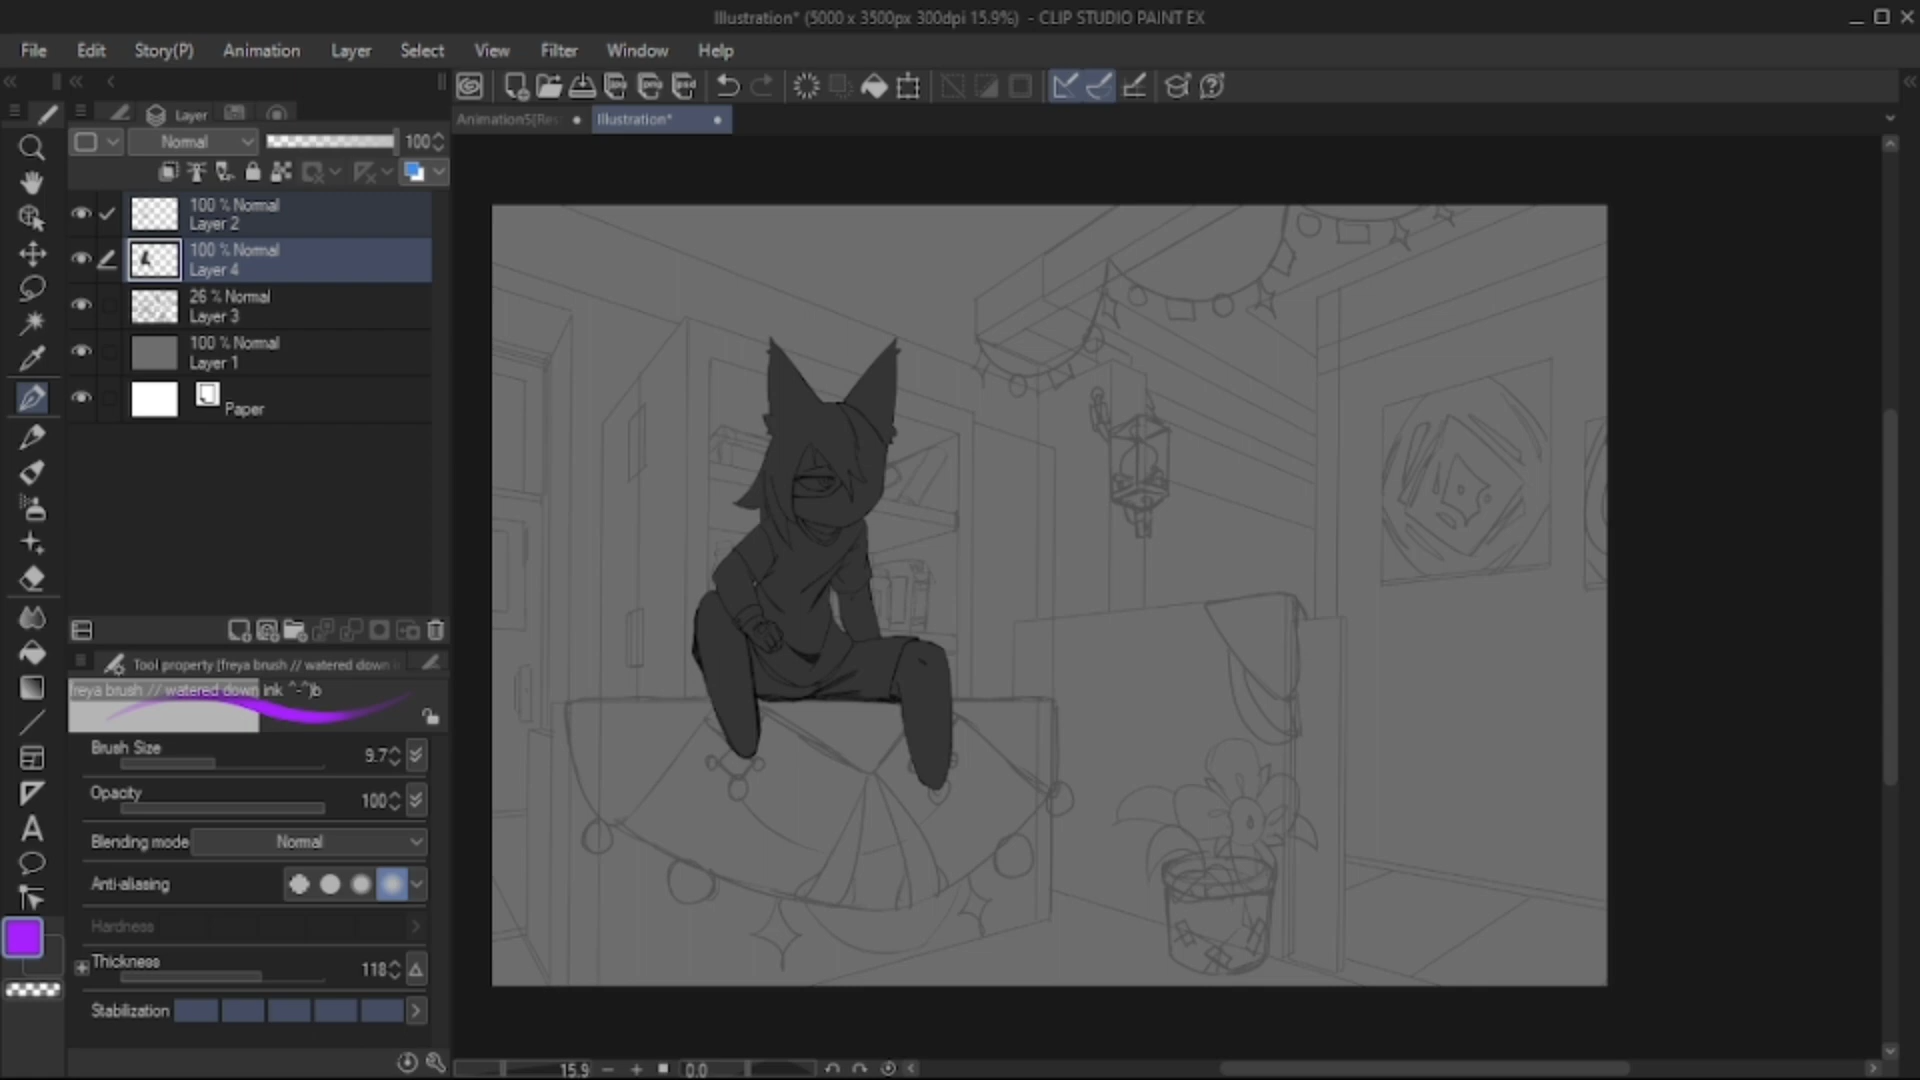 Illustration* (5000 x 3500px 300dpi 15.9%) - CLIP STUDIO PAINT EX
File Edit Story(P) Animation Layer Select View Filter Window Help
Animation5[Res
Illustration*
Layer
Normal 100
100 % Normal
Layer 2
100 % Normal
Layer 4
26 % Normal
Layer 3
100 % Normal
Layer 1
Paper
Tool property [freya brush // watered down
freya brush // watered down ink ^-^)b
Brush Size 9.7
Opacity 100
Blending mode Normal
Anti-aliasing
Hardness
Thickness 118
Stabilization
15.9
0.0